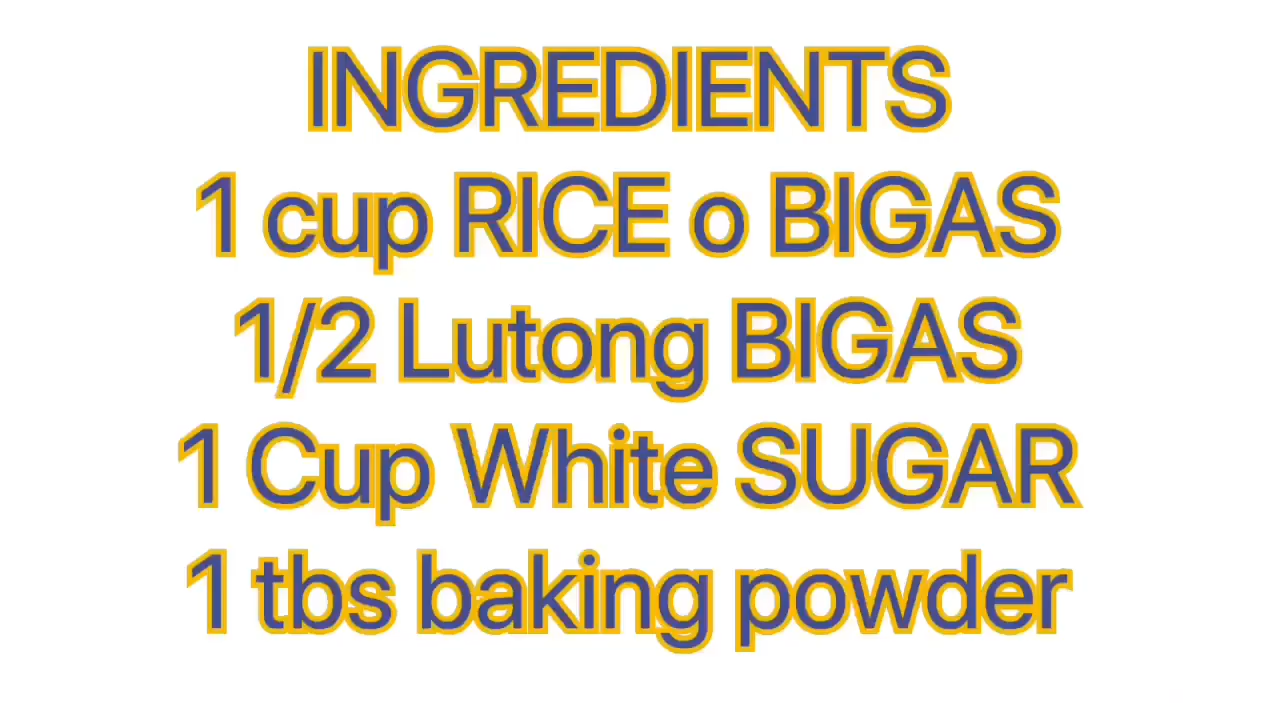 INGREDIENTS
1 cup RICE o BIGAS
1/2 Lutong BIGAS
1 Cup White SUGAR
1 tbs baking powder